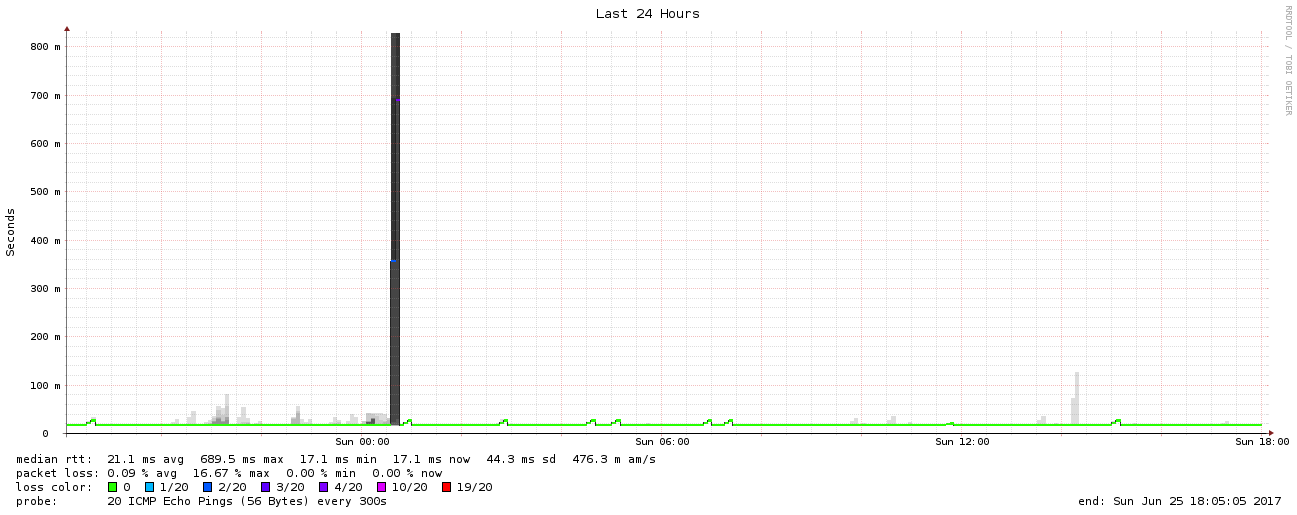 Last 24 Hours
RRDTOOL / TOBI OETIKER
Seconds
800 m
700 m
600 m
500 m
400 m
300 m
200 m
100 m
0
Sun 00:00 Sun 06:00 Sun 12:00 Sun 18:00
median rtt: 21.1 ms avg 689.5 ms max 17.1 ms min 17.1 ms now 44.3 ms sd 476.3 m am/s
packet loss: 0.09 % avg 16.67 % max 0.00 % min 0.00 % now
loss color: 0 1/20 2/20 3/20 4/20 10/20 19/20
probe: 20 ICMP Echo Pings (56 Bytes) every 300s end: Sun Jun 25 18:05:05 2017